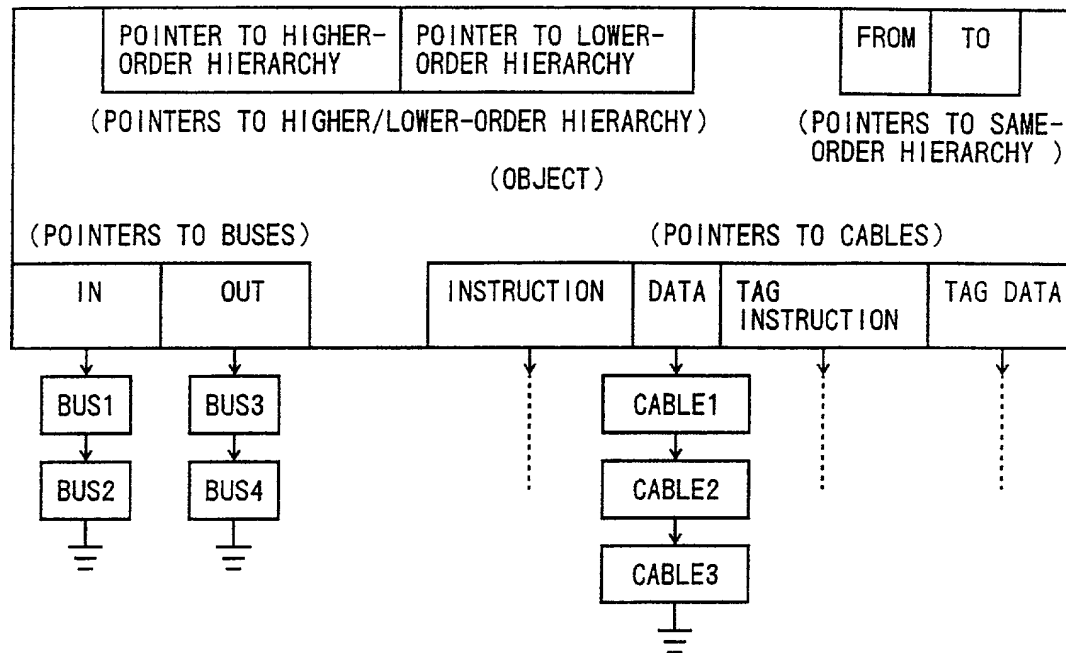 POINTER TO HIGHER-
ORDER HIERARCHY
POINTER TO LOWER-
ORDER HIERARCHY
FROM
TO
(POINTERS TO HIGHER/LOWER-ORDER HIERARCHY)
(POINTERS TO SAME-
ORDER HIERARCHY )
(OBJECT)
(POINTERS TO BUSES)
(POINTERS TO CABLES)
IN
OUT
INSTRUCTION
DATA
TAG
INSTRUCTION
TAG DATA
BUS1
BUS3
CABLE1
BUS2
BUS4
CABLE2
CABLE3